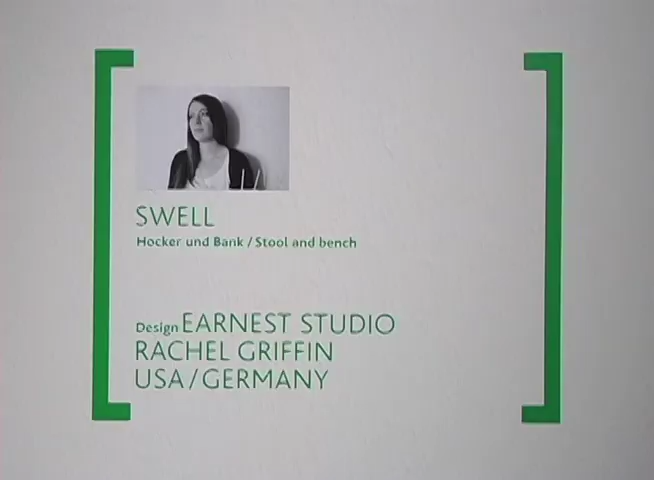 SWELL
Hocker und Bank / Stool and bench
Design EARNEST STUDIO
RACHEL GRIFFIN
USA / GERMANY